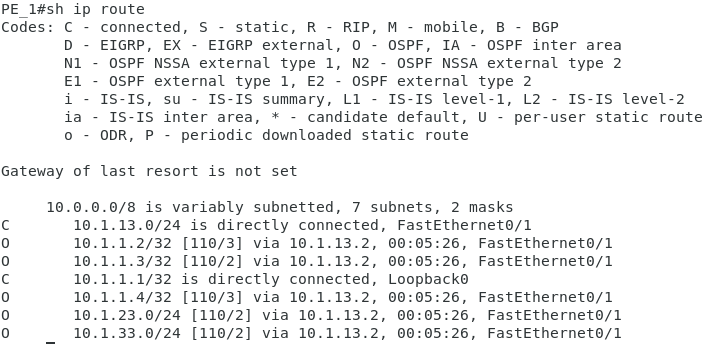 PE_1#sh ip route
Codes: C - connected, S - static, R - RIP, M - mobile, B - BGP
       D - EIGRP, EX - EIGRP external, O - OSPF, IA - OSPF inter area
       N1 - OSPF NSSA external type 1, N2 - OSPF NSSA external type 2
       E1 - OSPF external type 1, E2 - OSPF external type 2
       i - IS-IS, su - IS-IS summary, L1 - IS-IS level-1, L2 - IS-IS level-2
       ia - IS-IS inter area, * - candidate default, U - per-user static route
       o - ODR, P - periodic downloaded static route

Gateway of last resort is not set

     10.0.0.0/8 is variably subnetted, 7 subnets, 2 masks
C       10.1.13.0/24 is directly connected, FastEthernet0/1
O       10.1.1.2/32 [110/3] via 10.1.13.2, 00:05:26, FastEthernet0/1
O       10.1.1.3/32 [110/2] via 10.1.13.2, 00:05:26, FastEthernet0/1
C       10.1.1.1/32 is directly connected, Loopback0
O       10.1.1.4/32 [110/3] via 10.1.13.2, 00:05:26, FastEthernet0/1
O       10.1.23.0/24 [110/2] via 10.1.13.2, 00:05:26, FastEthernet0/1
O       10.1.33.0/24 [110/2] via 10.1.13.2, 00:05:26, FastEthernet0/1